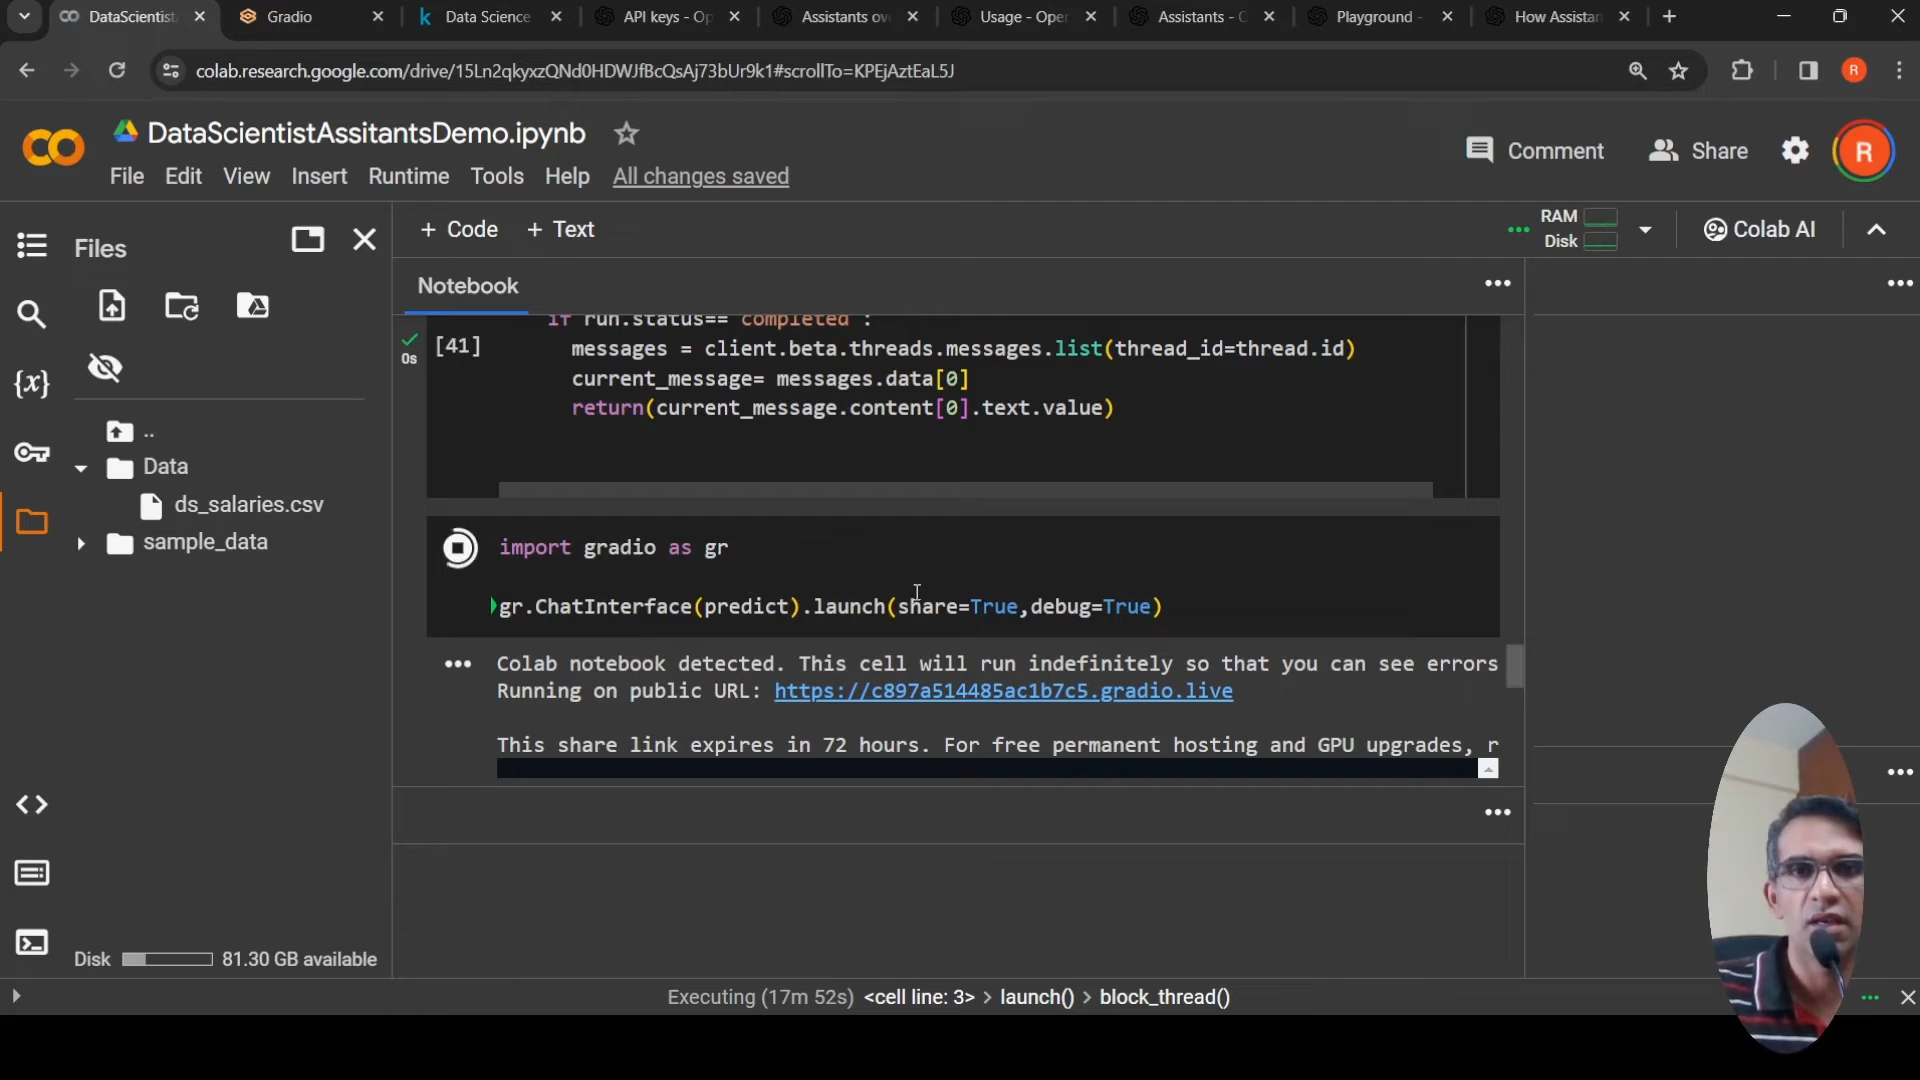 DataScientist
Gradio
Data Science
API keys - Op
Assistants ov
Usage - Open
Assistants - O
Playground -
How Assistan
colab.research.google.com/drive/15Ln2qkyxzQNd0HDWJfBcQsAj73bUr9k1#scrollTo=KPEjAztEaL5J
R
DataScientistAssitantsDemo.ipynb
Comment
Share
R
File Edit View Insert Runtime Tools Help All changes saved
Files
+ Code + Text
RAM
Disk
Colab AI
Notebook
if run.status== "completed":
[41]
0s
messages = client.beta.threads.messages.list(thread_id=thread.id)
current_message= messages.data[0]
return(current_message.content[0].text.value)
{x}
..
Data
ds_salaries.csv
sample_data
import gradio as gr
gr.ChatInterface(predict).launch(share=True,debug=True)
Colab notebook detected. This cell will run indefinitely so that you can see errors
Running on public URL: https://c897a514485ac1b7c5.gradio.live
This share link expires in 72 hours. For free permanent hosting and GPU upgrades, r
Disk 81.30 GB available
Executing (17m 52s) <cell line: 3> > launch() > block_thread()